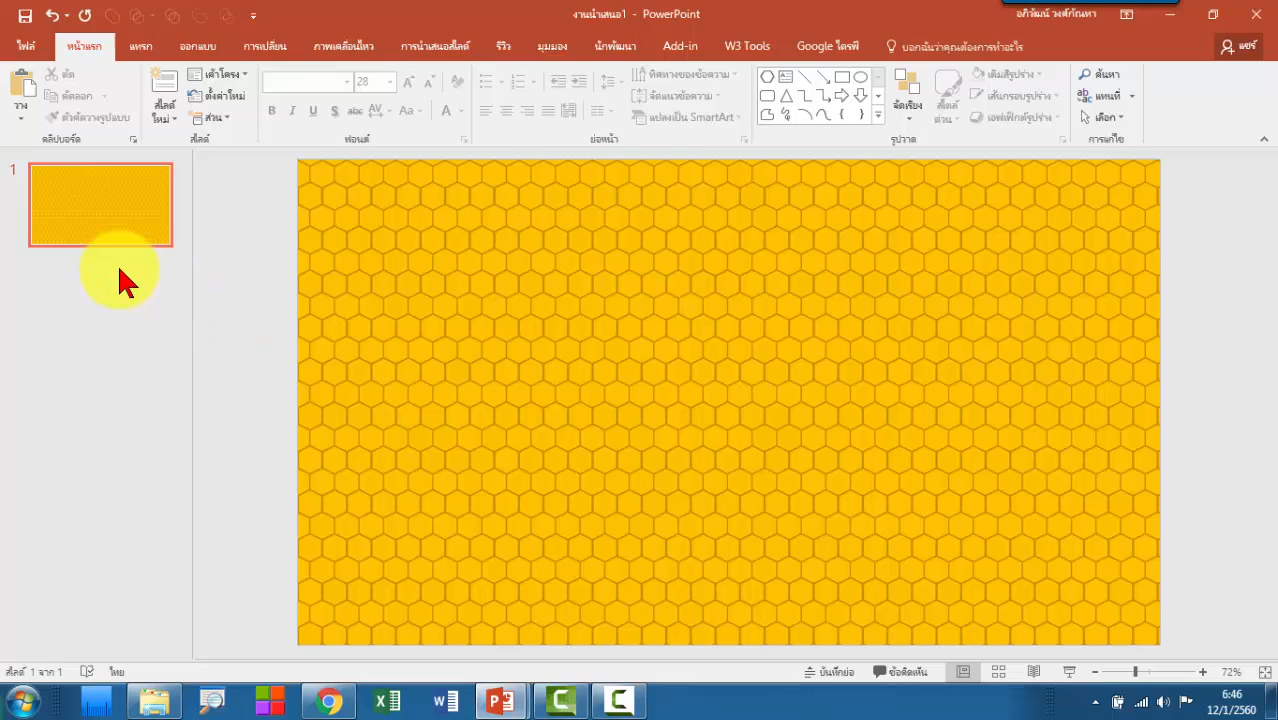 งานนำเสนอ1 - PowerPoint
อภิวัฒน์ วงศ์กัณหา
ไฟล์ หน้าแรก แทรก ออกแบบ การเปลี่ยน ภาพเคลื่อนไหว การนำเสนอสไลด์ รีวิว มุมมอง นักพัฒนา Add-in W3 Tools Google ไดรฟ์ บอกฉันว่าคุณต้องการทำอะไร แชร์
วาง
ตัด
คัดลอก
ตัวคัดวางรูปแบบ
คลิปบอร์ด
สไลด์
ใหม่
เค้าโครง
ตั้งค่าใหม่
ส่วน
สไลด์
28
B I U S abc AV Aa A
ฟอนต์
ทิศทางของข้อความ
จัดแนวข้อความ
แปลงเป็น SmartArt
ย่อหน้า
จัดเรียง
สไตล์
ด่วน
เติมสีรูปร่าง
เส้นกรอบรูปร่าง
เอฟเฟ็กต์รูปร่าง
รูปวาด
ค้นหา
แทนที่
เลือก
การแก้ไข
1
สไลด์ 1 จาก 1 ไทย บันทึกย่อ ข้อคิดเห็น 72%
6:46
12/1/2560